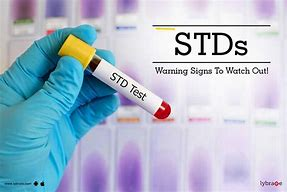 STDs
Warning Signs To Watch Out!
STD Test
lybrate